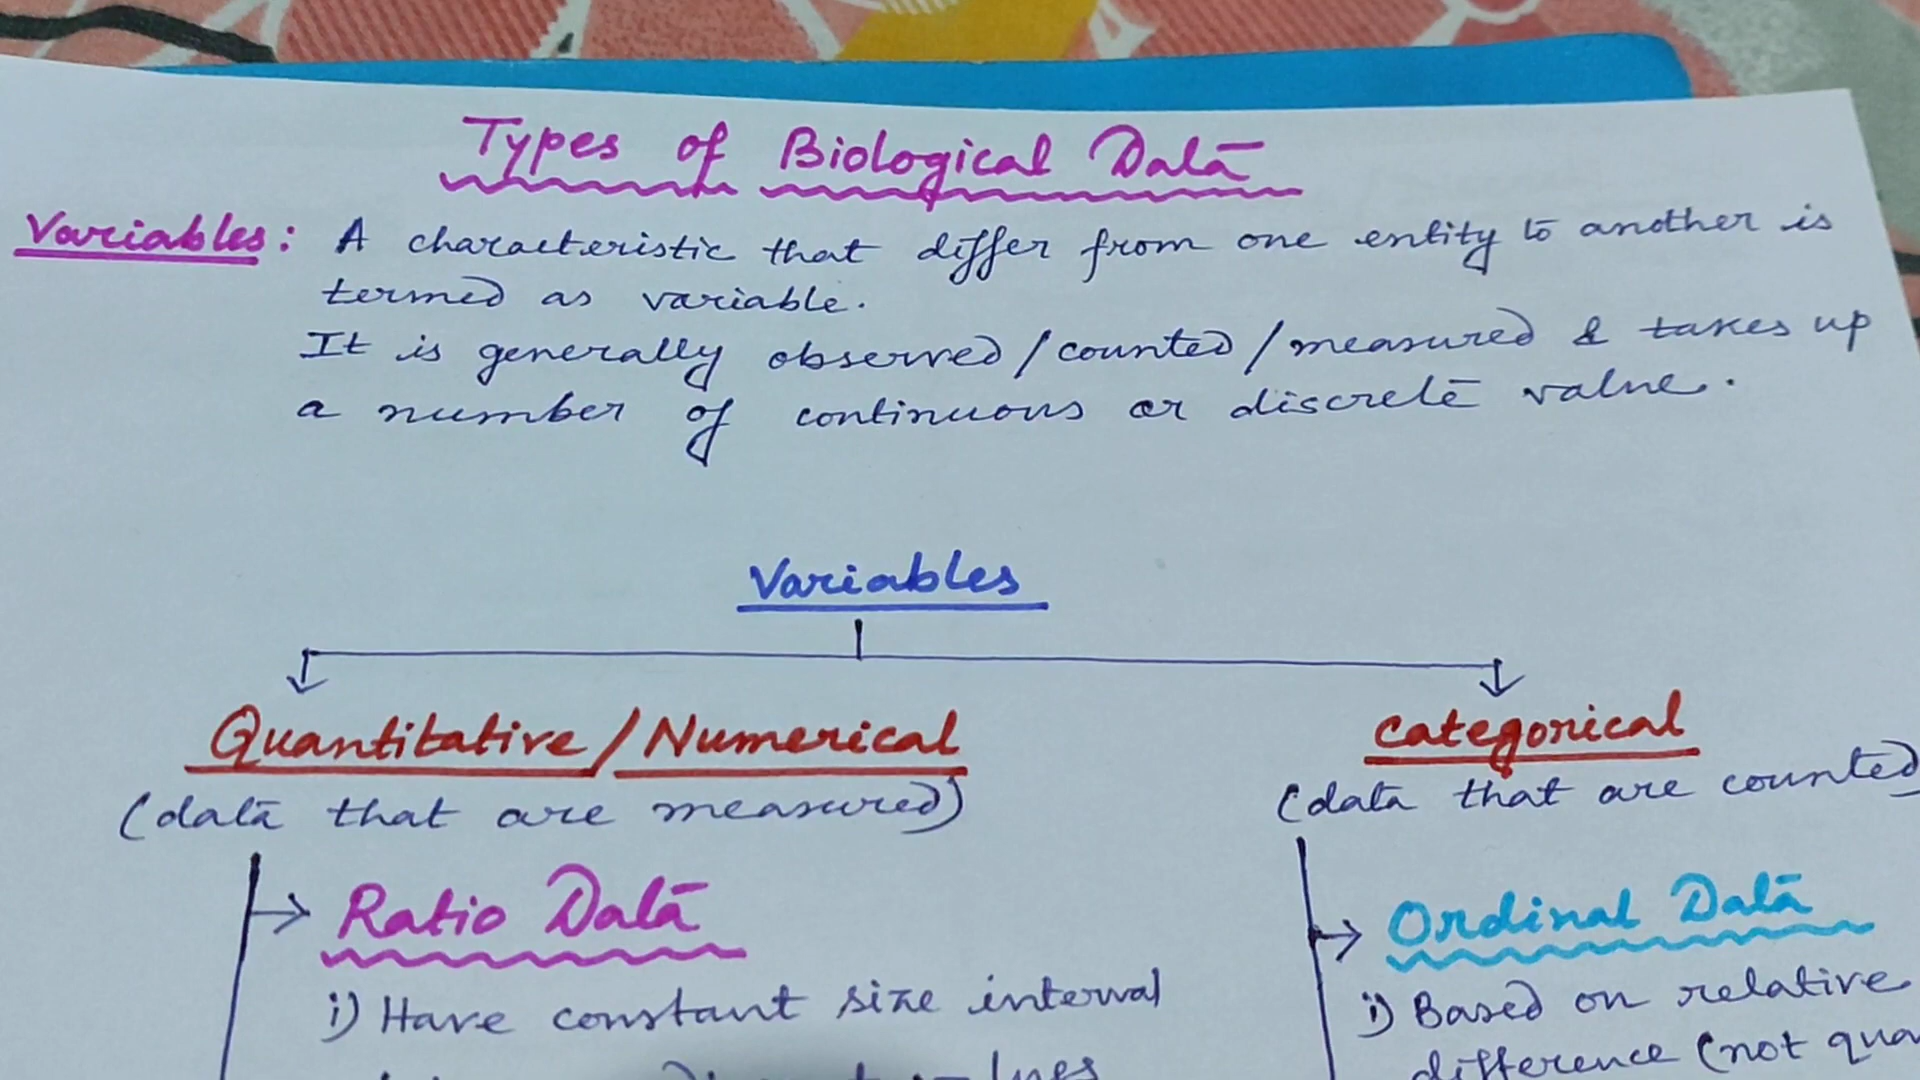 Types of Biological Data
Variables: A characteristic that differ from one entity to another is
termed as variable.
It is generally observed/counted/measured & takes up
a number of continuous or discrete value.
Variables
Quantitative/Numerical
(data that are measured)
Ratio Data
i) Have constant size interval
Categorical
(data that are counted)
Ordinal Data
i) Based on relative
difference (not